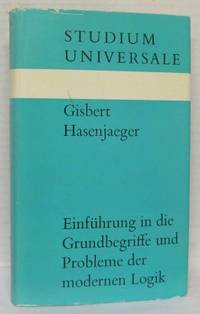 STUDIUM
UNIVERSALE
Gisbert
Hasenjaeger
Einführung in die
Grundbegriffe und
Probleme der
modernen Logik